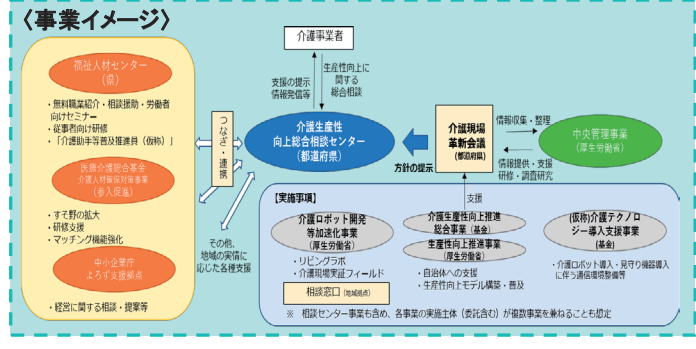 〈事業イメージ〉
福祉人材センター
(県)
・無料職業紹介・相談援助・労働者
向けセミナー
・従事者向け研修
・「介護助手等普及推進員(仮称)」
医療介護総合基金
介護人材確保対策事業
(参入促進)
・すそ野の拡大
・研修支援
・マッチング機能強化
中小企業庁
よろず支援拠点
・経営に関する相談・提案等
つなぎ・連携
その他、
地域の実情に
応じた各種支援
介護事業者
支援の提示
情報発信等
生産性向上に
関する
総合相談
介護生産性
向上総合相談センター
(都道府県)
方針の提示
介護現場
革新会議
(都道府県)
情報収集・整理
情報提供・支援
研修・調査研究
中央管理事業
(厚生労働省)
支援
【実施事項】
介護ロボット開発
等加速化事業
(厚生労働省)
・リビングラボ
・介護現場実証フィールド
相談窓口(地域拠点)
介護生産性向上推進
総合事業(基金)
生産性向上推進事業
(厚生労働省)
・自治体への支援
・生産性向上モデル構築・普及
(仮称)介護テクノロ
ジー導入支援事業
(基金)
・介護ロボット導入・見守り機器導入
に伴う通信環境整備等
※ 相談センター事業も含め、各事業の実施主体(委託含む)が複数事業を兼ねることも想定